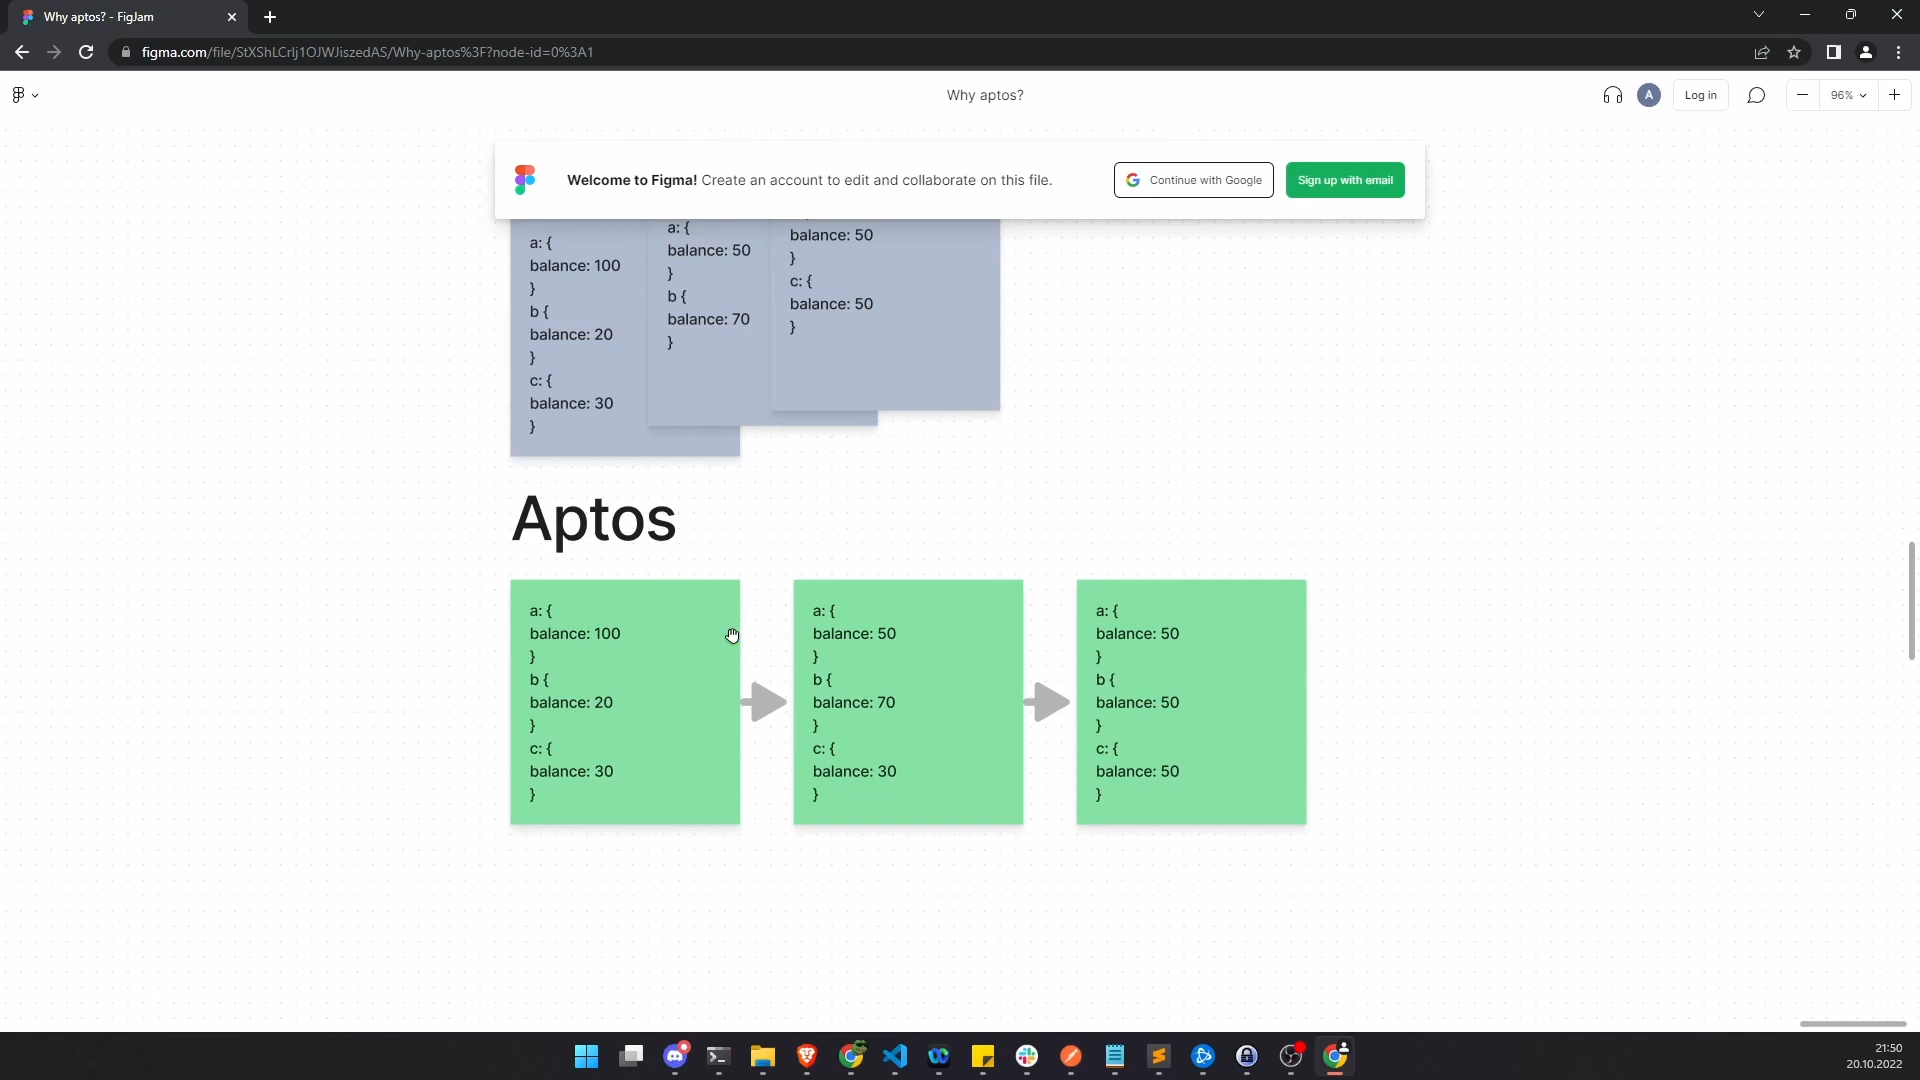 Why aptos? - FigJam
figma.com/file/StXShLCrlj1OJWJiszedAS/Why-aptos%3F?node-id=0%3A1
Why aptos?
A
Log in
96%
Welcome to Figma! Create an account to edit and collaborate on this file.
Continue with Google
Sign up with email
a: {
balance: 100
}
b {
balance: 20
}
c: {
balance: 30
}
a: {
balance: 50
}
b {
balance: 70
}
balance: 50
}
c: {
balance: 50
}
Aptos
a: {
balance: 100
}
b {
balance: 20
}
c: {
balance: 30
}
a: {
balance: 50
}
b {
balance: 70
}
c: {
balance: 30
}
a: {
balance: 50
}
b {
balance: 50
}
c: {
balance: 50
}
21:50
20.10.2022